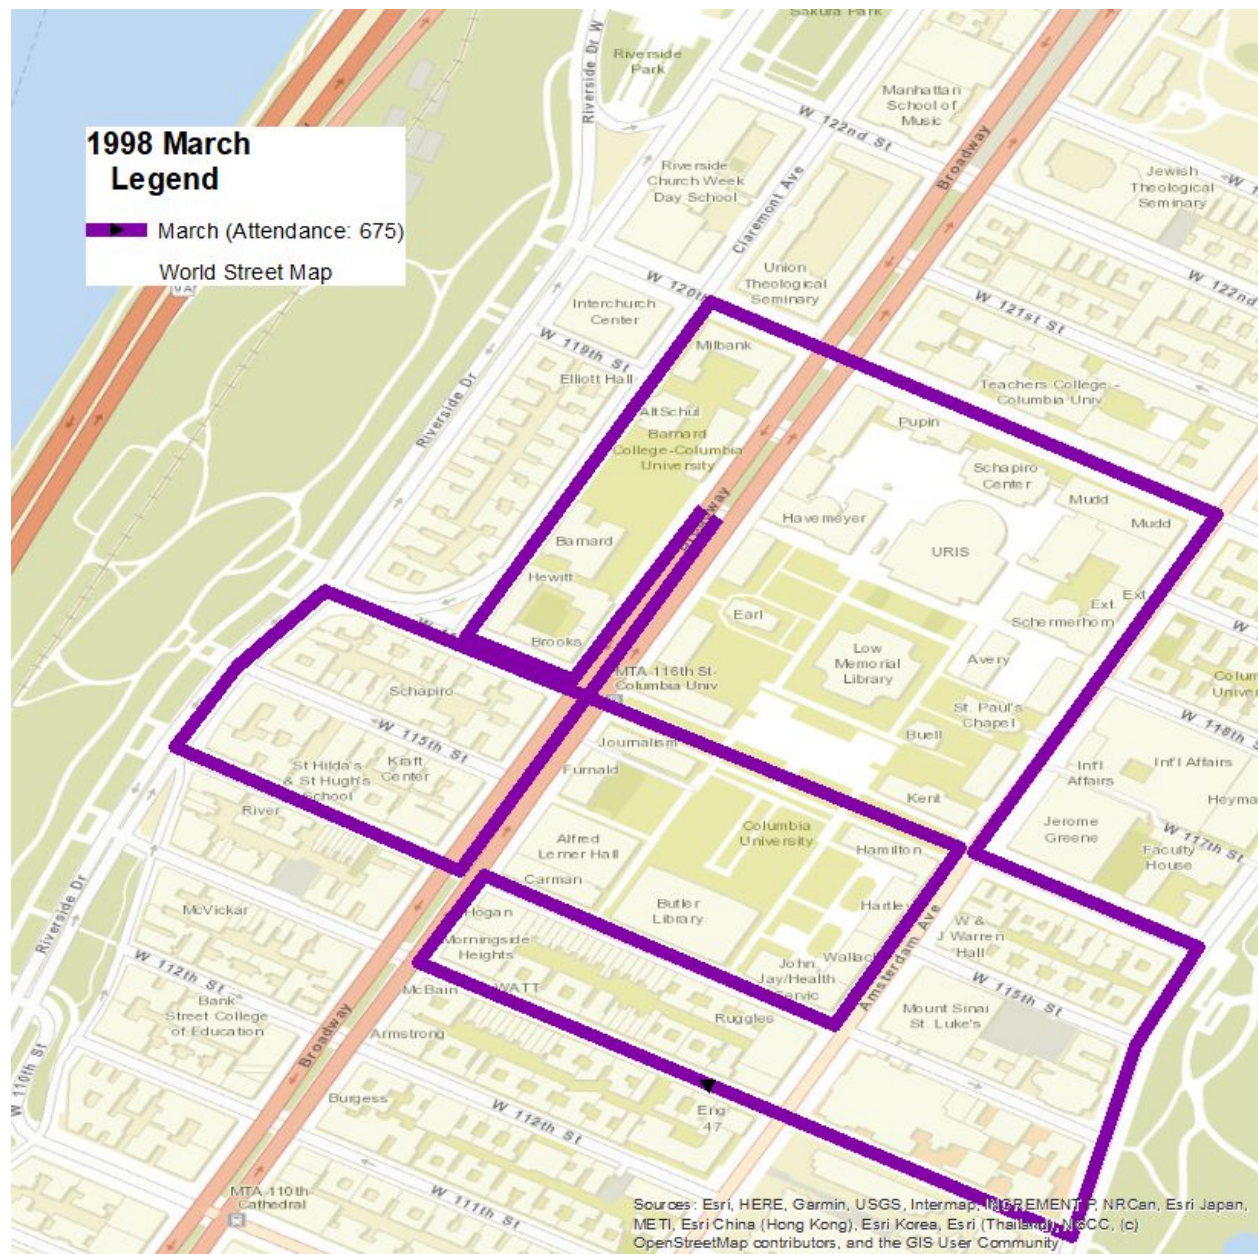 1998 March
Legend
March (Attendance: 675)
World Street Map
Sakura Park
Riverside
Park
Riverside Dr W
Manhattan
School of
Music
W 122nd St
Broadway
Jewish
Theological
Seminary
Riverside
Church Week
Day School
Claremont Ave
W 122nd
Union
Theological
Seminary
W 120th
W 121st St
Interchurch
Center
W 119th St
Elliott Hall
Milbank
Riverside Dr
Teachers College -
Columbia Univ
AltSchul
Barnard
College-Columbia
University
Pupin
Schapiro
Center
Mudd
Mudd
Havemeyer
URIS
Barnard
Hewitt
Brooks
Earl
Ext
Ext
Schermerhorn
Low
Memorial
Library
Avery
MTA-116th St-
Columbia Univ
Schapiro
St. Paul's
Chapel
W 118th S
W 115th St
Journalism
Buell
St Hilda's
& St Hugh's
School
Kraft
Center
Furnald
Int'l
Affairs
Int'l Affairs
River
Kent
Heyma
Columbia
University
Jerome
Greene
Alfred
Lerner Hall
Hamilton
W 117th St
Faculty
House
Carman
McVickar
Hogan
Butler
Library
Hartley
Riverside Dr
Morningside
Heights
W &
J Warren
Hall
Amsterdam Ave
W 112th St
McBain
WATT
John
Jay/Health
Servic
Wallach
W 115th St
Bank
Street College
of Education
Ruggles
Mount Sinai
St. Luke's
Armstrong
Broadway
W 110th St
Burgess
W 112th St
Eng
47
MTA-110th
Cathedral
W 111th St
Sources: Esri, HERE, Garmin, USGS, Intermap, INCREMENT P, NRCan, Esri Japan,
METI, Esri China (Hong Kong), Esri Korea, Esri (Thailand), NGCC, (c)
OpenStreetMap contributors, and the GIS User Community